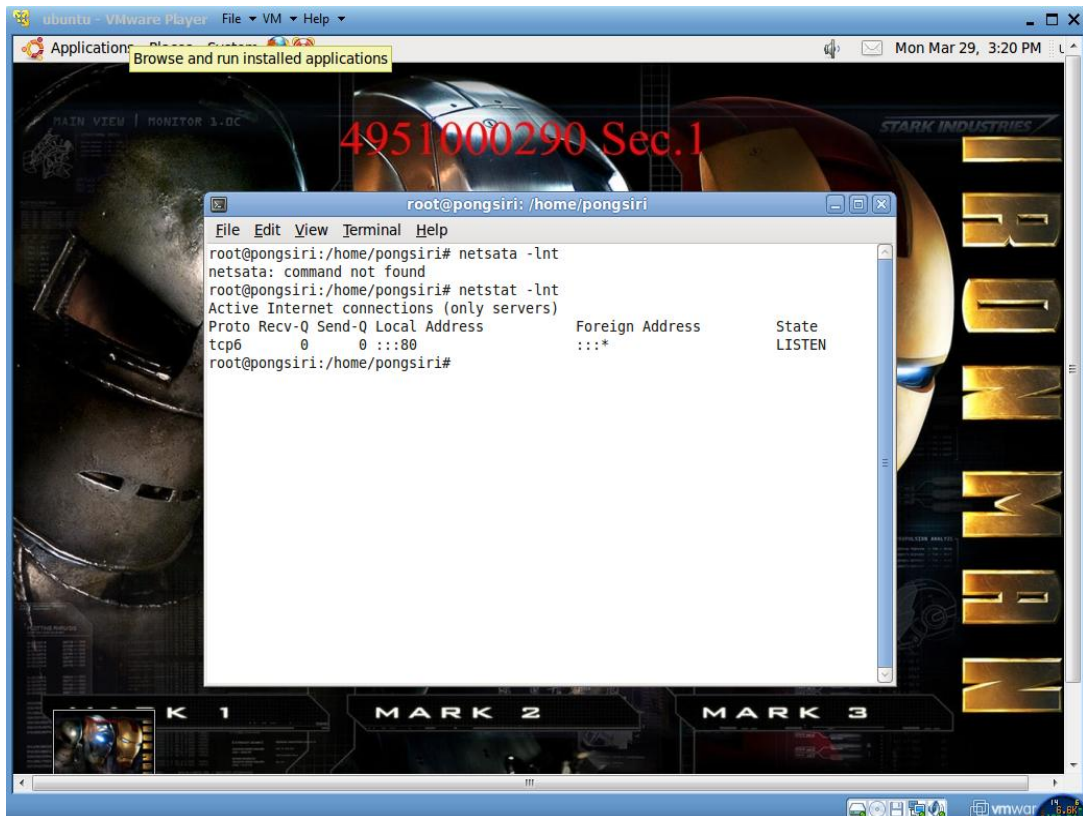 ubuntu - VMware Player File VM Help
Applications Places System Mon Mar 29, 3:20 PM
Browse and run installed applications
MAIN VIEW | MONITOR
4951000290 Sec.1
STARK INDUSTRIES
IRON MAN
root@pongsiri: /home/pongsiri
File Edit View Terminal Help
root@pongsiri:/home/pongsiri# netsata -lnt
netsata: command not found
root@pongsiri:/home/pongsiri# netstat -lnt
Active Internet connections (only servers)
Proto Recv-Q Send-Q Local Address Foreign Address State
tcp6 0 0 :::80 :::* LISTEN
root@pongsiri:/home/pongsiri#
K 1 MARK 2 MARK 3
vmwar